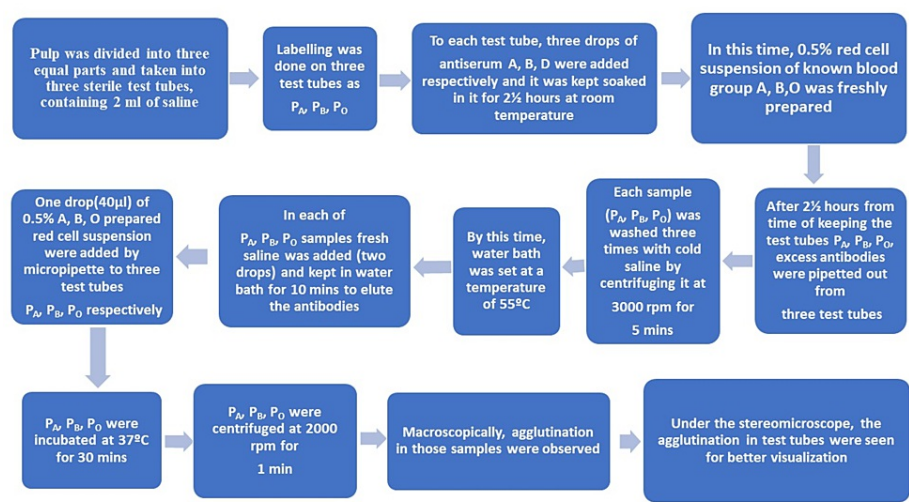 Pulp was divided into three
equal parts and taken into
three sterile test tubes,
containing 2 ml of saline
Labelling was
done on three
test tubes as
PA, PB, PO
To each test tube, three drops of
antiserum A, B, D were added
respectively and it was kept soaked
in it for 2½ hours at room
temperature
In this time, 0.5% red cell
suspension of known blood
group A, B,O was freshly
prepared
After 2½ hours from
time of keeping the
test tubes PA, PB, PO,
excess antibodies
were pipetted out
from
three test tubes
Each sample
(PA, PB, PO) was
washed three
times with cold
saline by
centrifuging it at
3000 rpm for
5 mins
By this time,
water bath
was set at a
temperature
of 55ºC
In each of
PA, PB, PO samples fresh
saline was added (two
drops) and kept in water
bath for 10 mins to elute
the antibodies
One drop(40µl) of
0.5% A, B, O prepared
red cell suspension
were added by
micropipette to three
test tubes
PA, PB, PO respectively
PA, PB, PO were
incubated at 37ºC
for 30 mins
PA, PB, PO were
centrifuged at 2000
rpm for
1 min
Macroscopically, agglutination
in those samples were observed
Under the stereomicroscope, the
agglutination in test tubes were seen
for better visualization